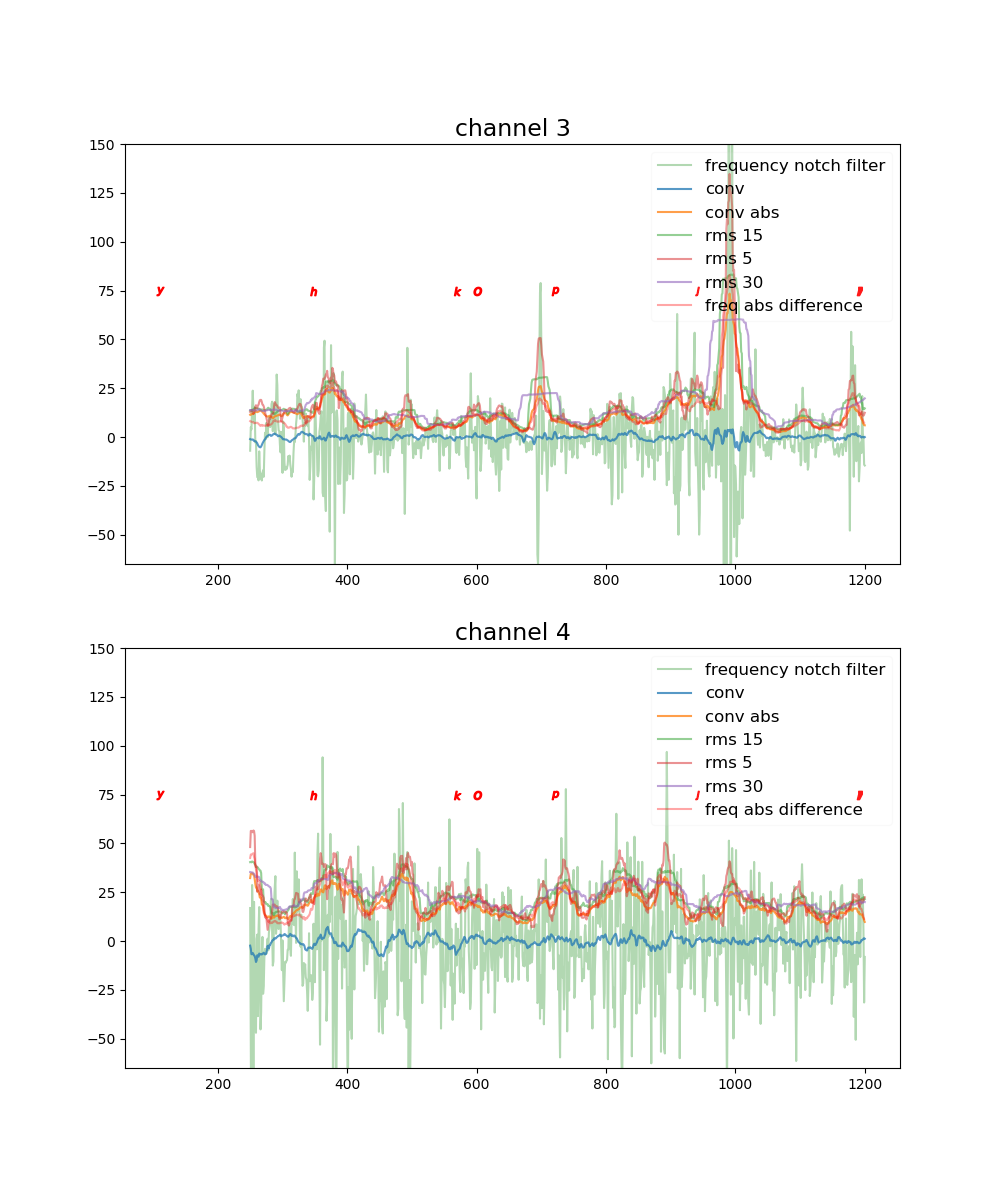 channel 3
150
125
100
75
50
25
0
−25
−50
frequency notch filter
conv
conv abs
rms 15
rms 5
rms 30
freq abs difference
y h k O p J
200 400 600 800 1000 1200
channel 4
150
125
100
75
50
25
0
−25
−50
frequency notch filter
conv
conv abs
rms 15
rms 5
rms 30
freq abs difference
y h k O p J
200 400 600 800 1000 1200